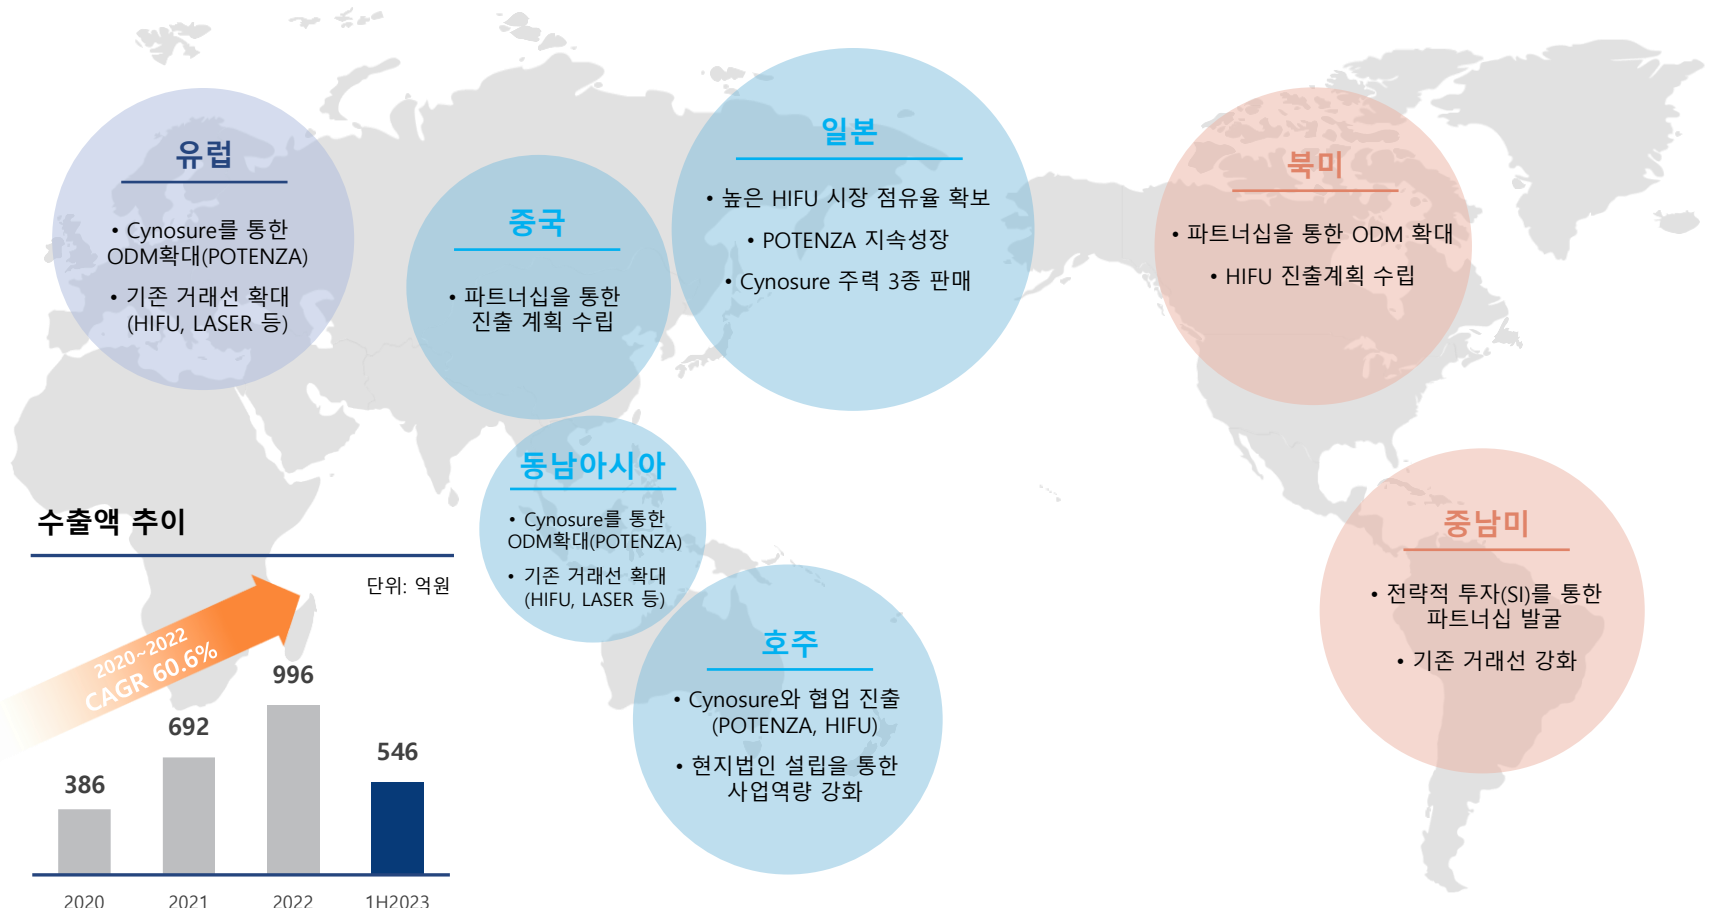 유럽
• Cynosure를 통한
ODM확대(POTENZA)
• 기존 거래선 확대
(HIFU, LASER 등)
중국
• 파트너십을 통한
진출 계획 수립
일본
• 높은 HIFU 시장 점유율 확보
• POTENZA 지속성장
• Cynosure 주력 3종 판매
북미
• 파트너십을 통한 ODM 확대
• HIFU 진출계획 수립
동남아시아
• Cynosure를 통한
ODM확대(POTENZA)
• 기존 거래선 확대
(HIFU, LASER 등)
호주
• Cynosure와 협업 진출
(POTENZA, HIFU)
• 현지법인 설립을 통한
사업역량 강화
중남미
• 전략적 투자(SI)를 통한
파트너십 발굴
• 기존 거래선 강화
수출액 추이
단위: 억원
2020~2022
CAGR 60.6%
386
692
996
546
2020
2021
2022
1H2023